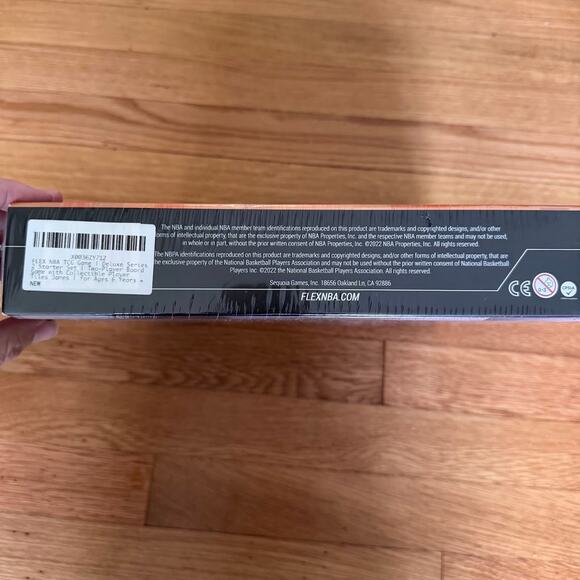 X0036ZY71Z
FLEX NBA TCG Game | Deluxe Series
2 Starter Set | Two-Player Board
Game with Collectible Player
Tiles James | For Ages 6 Years +
NEW
The NBA and individual NBA member team identifications reproduced on this product are trademarks and copyrighted designs, and/or other
forms of intellectual property, that are the exclusive property of NBA Properties, Inc. and the respective NBA member teams and may not be used,
in whole or in part, without the prior written consent of NBA Properties, Inc. ©2022 NBA Properties, Inc. All rights reserved.
The NBPA identifications reproduced on this product are trademarks, copyrighted designs, and/or other forms of intellectual property, that are
the exclusive property of the National Basketball Players Association and may not be used without the prior written consent of National Basketball
Players Inc. ©2022 the National Basketball Players Association. All rights reserved.
Sequoia Games, Inc. 18656 Oakland Ln, CA 92886
FLEXNBA.COM
CE
0-3
CPSIA